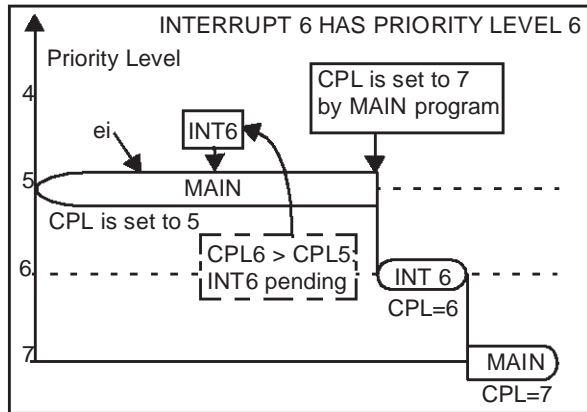 INTERRUPT 6 HAS PRIORITY LEVEL 6
Priority Level
CPL is set to 7
by MAIN program
4
INT6
ei
5
MAIN
CPL is set to 5
CPL6 > CPL5
INT6 pending
6
INT 6
CPL=6
7
MAIN
CPL=7